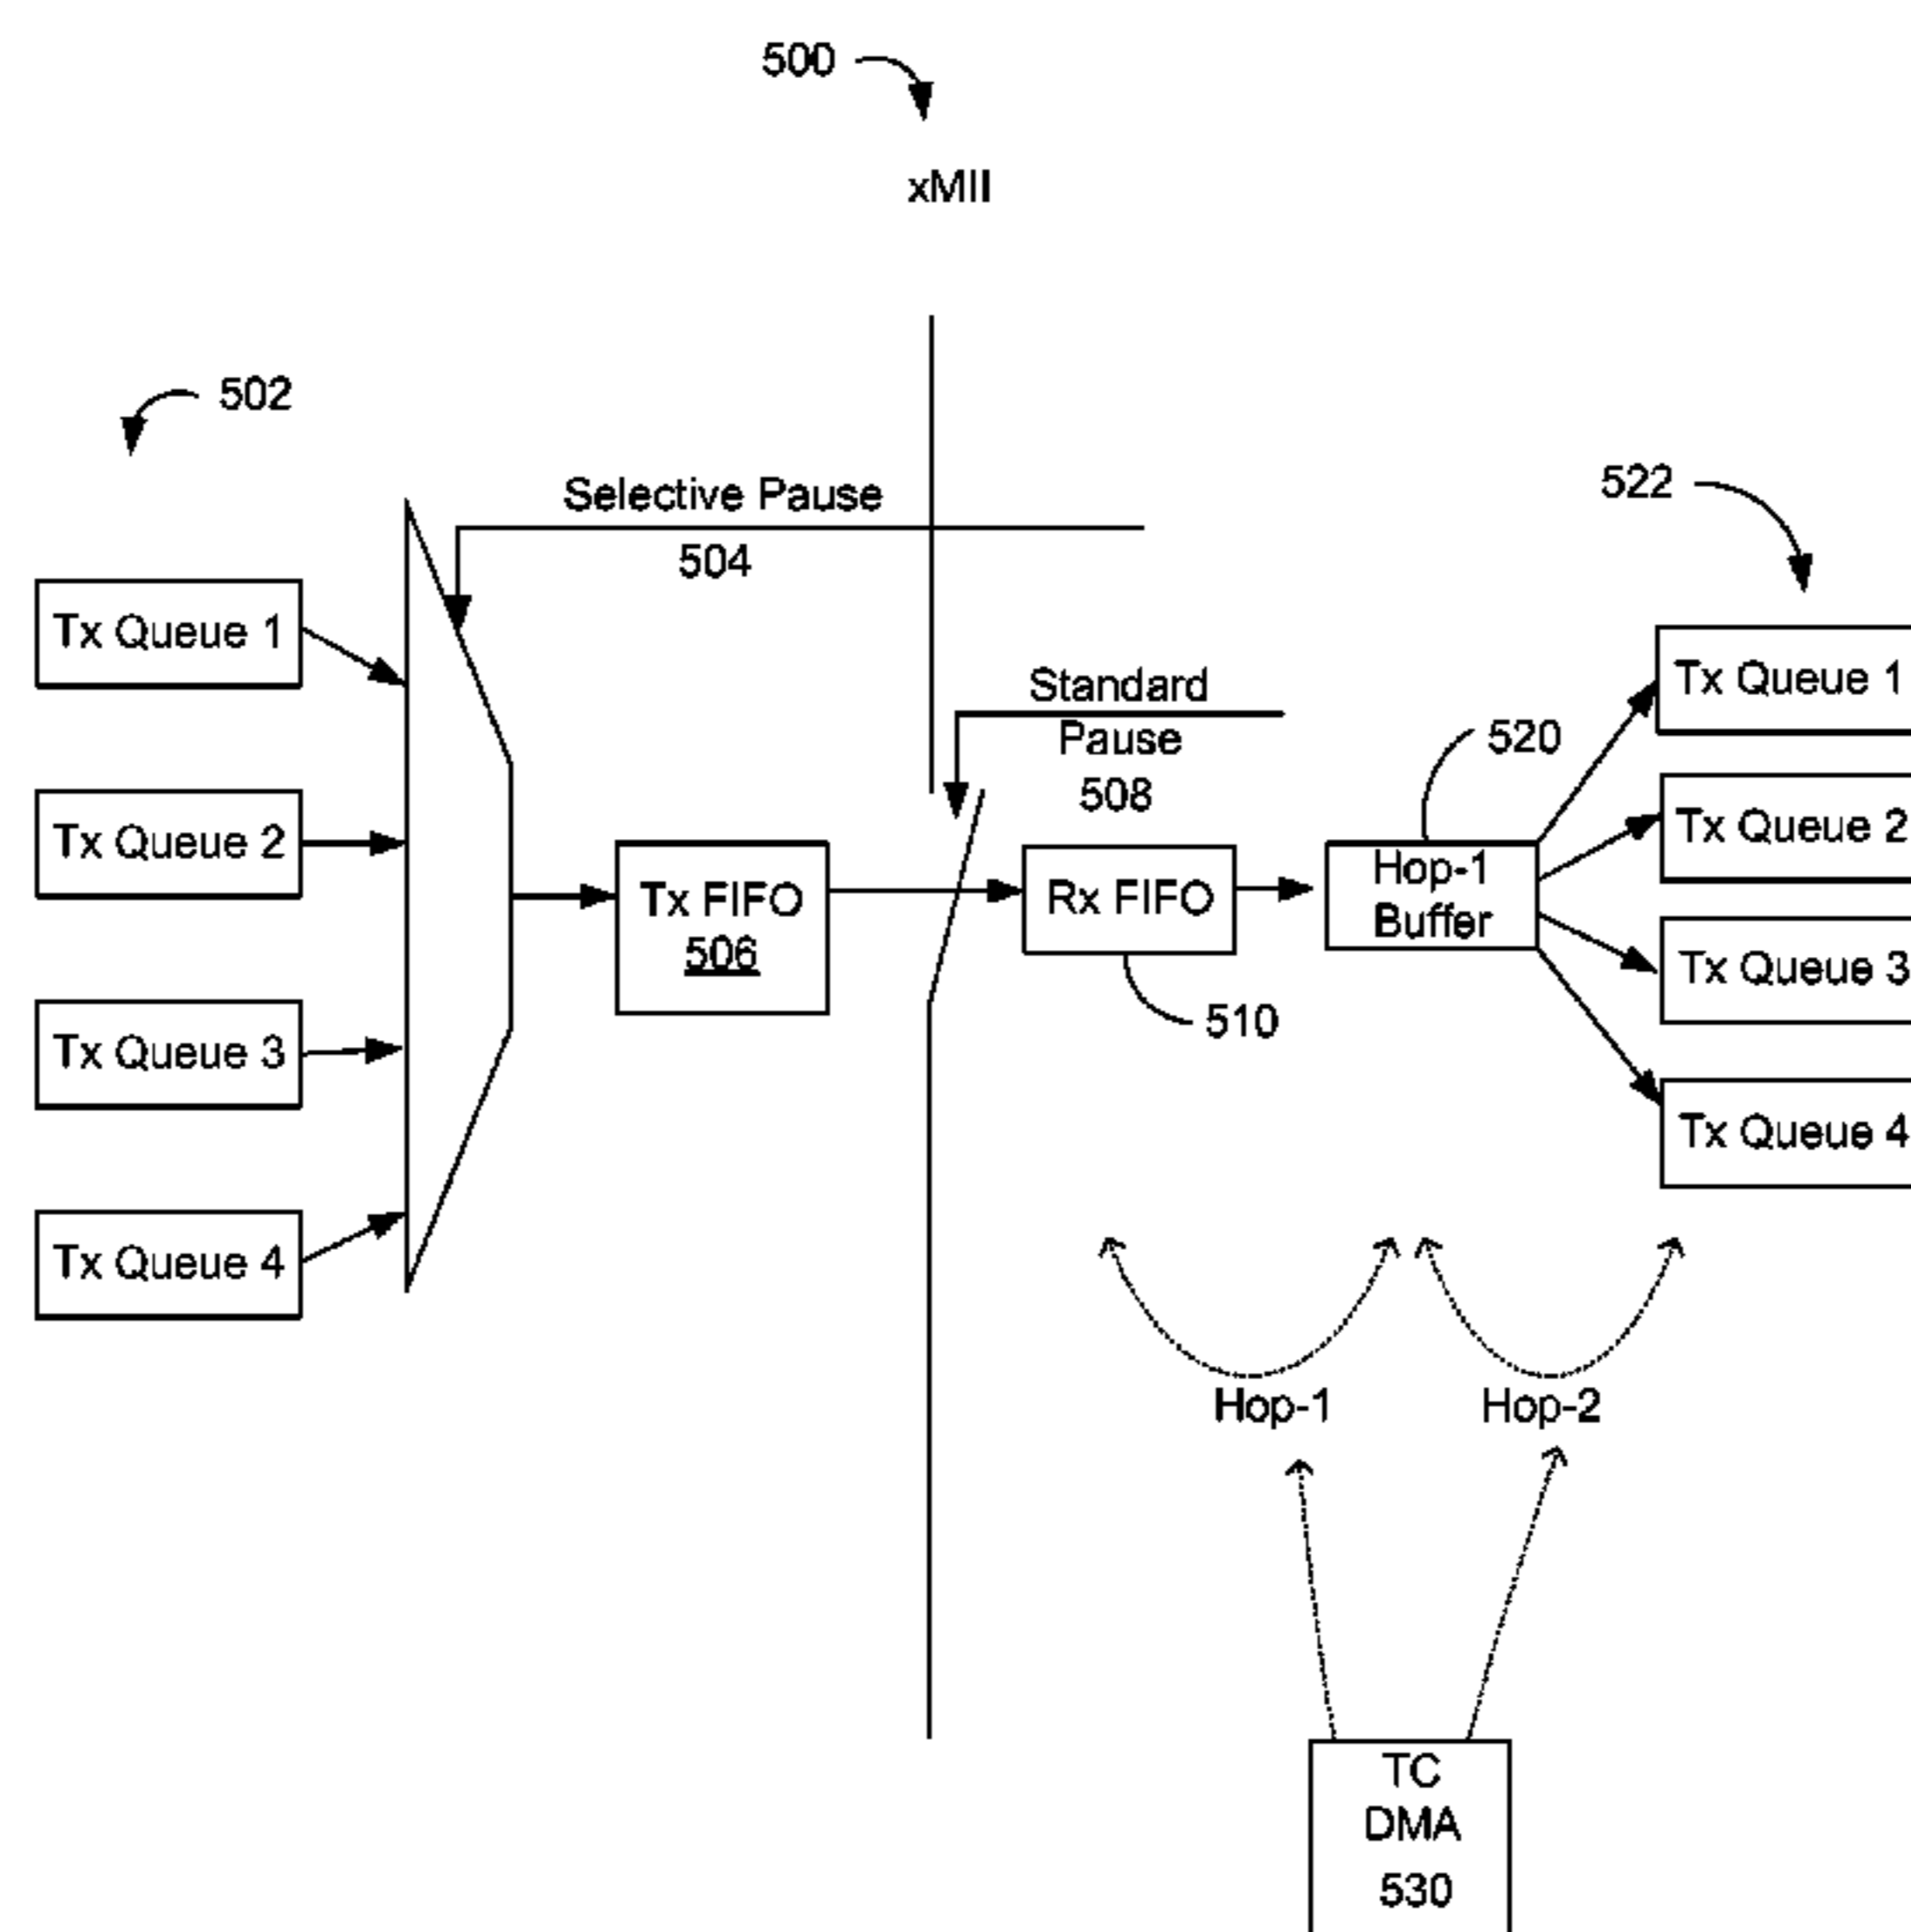 500
xMII
502
Selective Pause
504
522
Tx Queue 1
Tx Queue 2
Tx Queue 3
Tx Queue 4
Tx FIFO
506
Standard
Pause
508
Rx FIFO
510
520
Hop-1
Buffer
Tx Queue 1
Tx Queue 2
Tx Queue 3
Tx Queue 4
Hop-1
Hop-2
TC
DMA
530